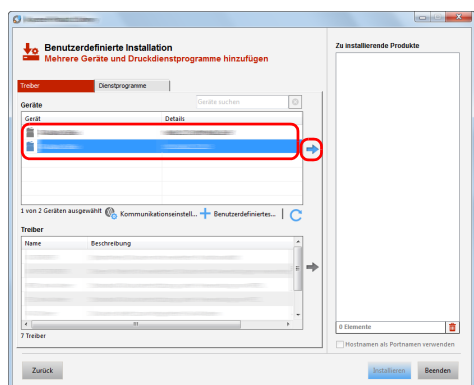 Benutzerdefinierte Installation
Mehrere Geräte und Druckdienstprogramme hinzufügen
Zu installierende Produkte
Treiber
Dienstprogramme
Geräte
Geräte suchen
Gerät Details
1 von 2 Geräten ausgewählt Kommunikationseinstell... Benutzerdefiniertes...
Treiber
Name Beschreibung
7 Treiber
0 Elemente
Hostnamen als Portnamen verwenden
Zurück Installieren Beenden